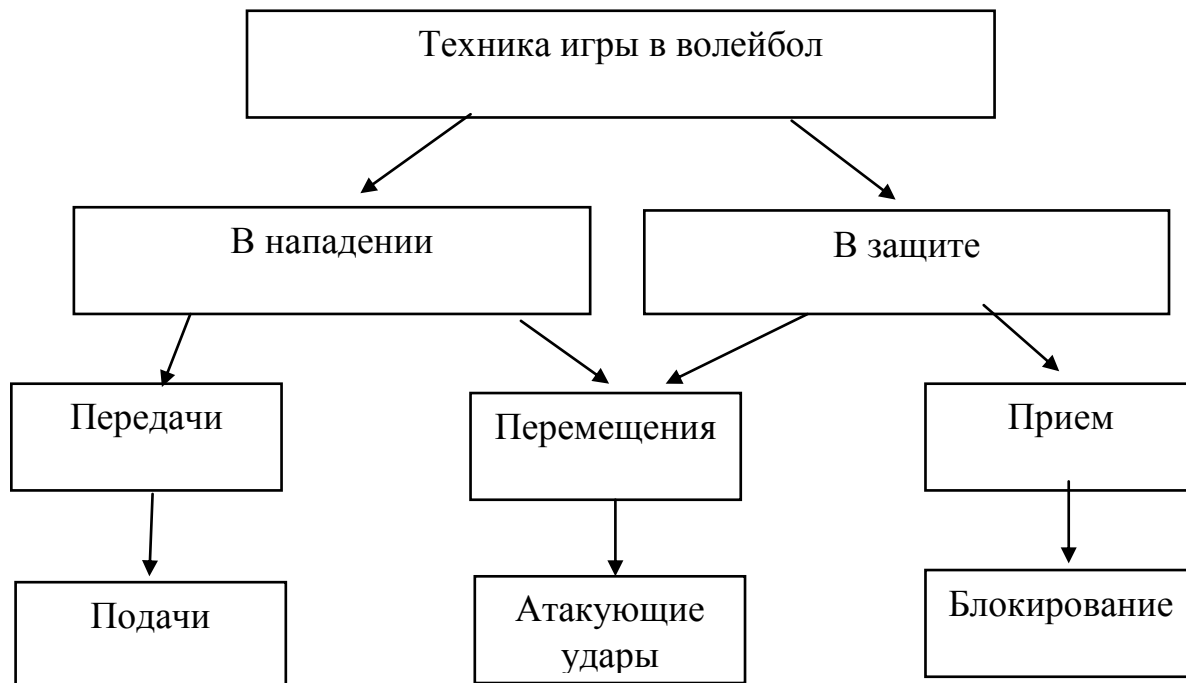 Техника игры в волейбол
В нападении
В защите
Передачи
Перемещения
Прием
Подачи
Атакующие
удары
Блокирование